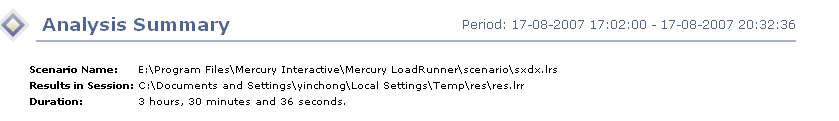 Analysis Summary Period: 17-08-2007 17:02:00 - 17-08-2007 20:32:36
Scenario Name: E:\Program Files\Mercury Interactive\Mercury LoadRunner\scenario\sxdx.lrs
Results in Session: C:\Documents and Settings\yinchong\Local Settings\Temp\res\res.lrr
Duration: 3 hours, 30 minutes and 36 seconds.